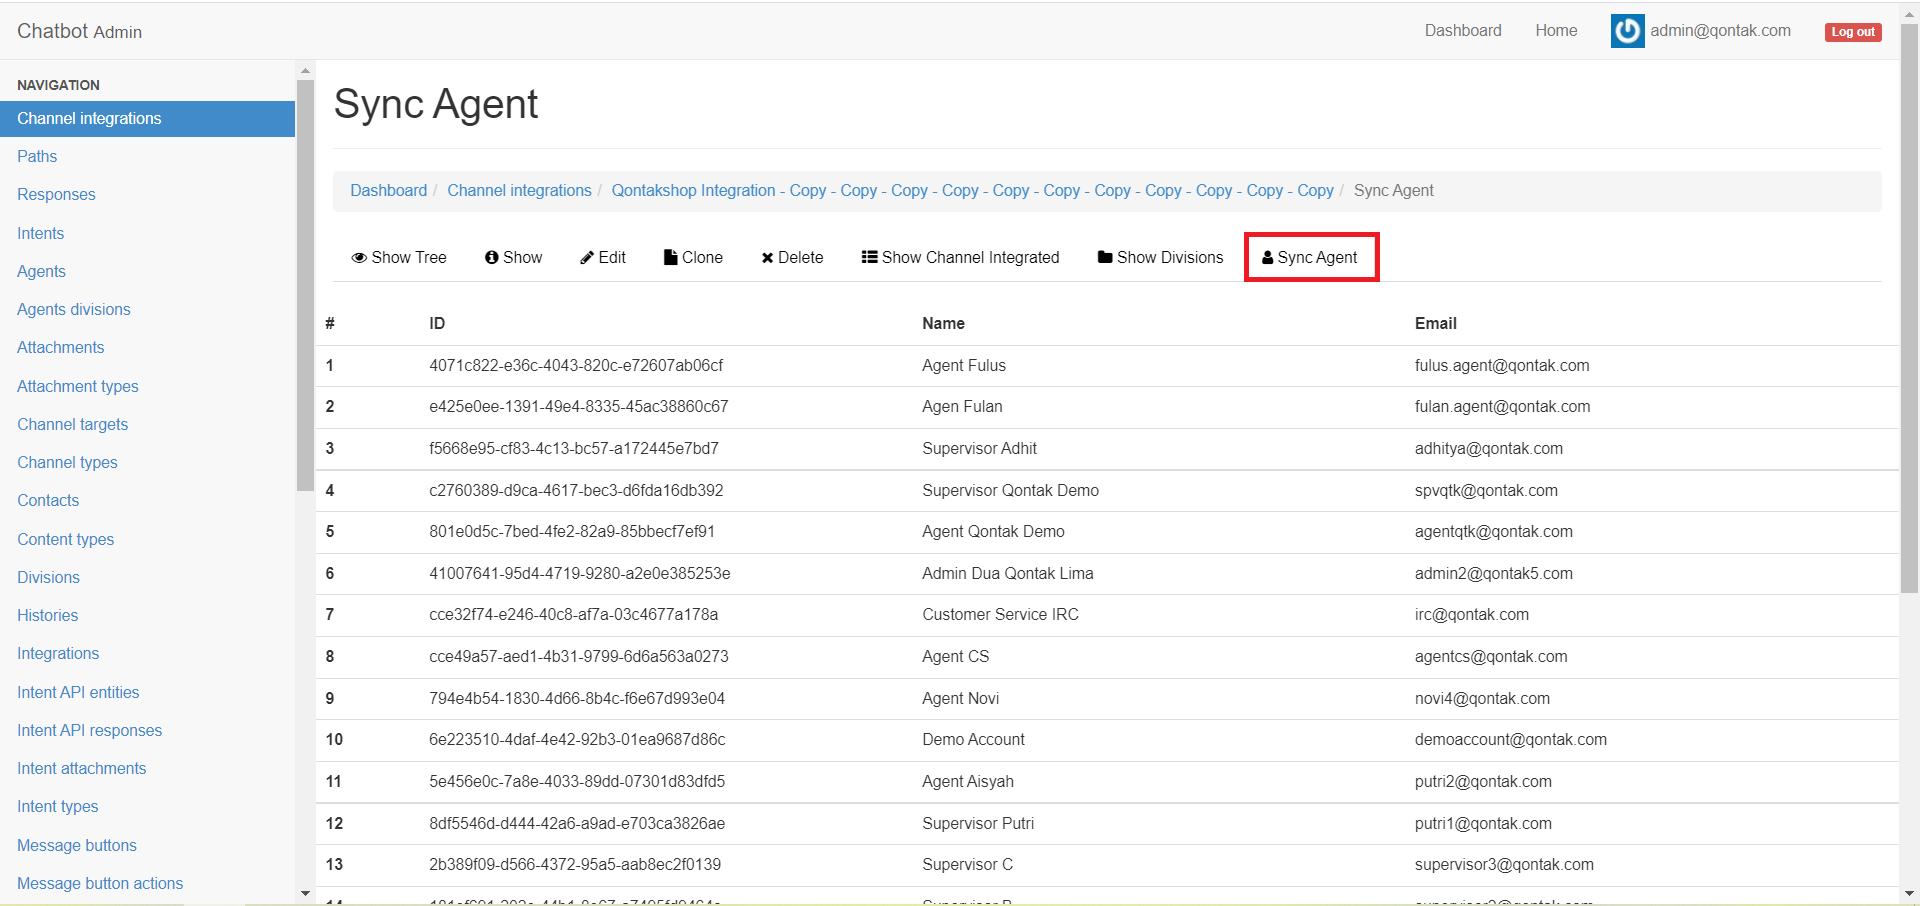 Chatbot Admin
Dashboard Home admin@qontak.com Log out
NAVIGATION
Channel integrations
Paths
Responses
Intents
Agents
Agents divisions
Attachments
Attachment types
Channel targets
Channel types
Contacts
Content types
Divisions
Histories
Integrations
Intent API entities
Intent API responses
Intent attachments
Intent types
Message buttons
Message button actions
Sync Agent
Dashboard / Channel integrations / Qontakshop Integration - Copy - Copy - Copy - Copy - Copy - Copy - Copy - Copy - Copy - Copy - Copy / Sync Agent
Show Tree Show Edit Clone Delete Show Channel Integrated Show Divisions Sync Agent
# ID Name Email
1 4071c822-e36c-4043-820c-e72607ab06cf Agent Fulus fulus.agent@qontak.com
2 e425e0ee-1391-49e4-8335-45ac38860c67 Agen Fulan fulan.agent@qontak.com
3 f5668e95-cf83-4c13-bc57-a172445e7bd7 Supervisor Adhit adhitya@qontak.com
4 c2760389-d9ca-4617-bec3-d6fda16db392 Supervisor Qontak Demo spvqtk@qontak.com
5 801e0d5c-7bed-4fe2-82a9-85bbecf7ef91 Agent Qontak Demo agentqtk@qontak.com
6 41007641-95d4-4719-9280-a2e0e385253e Admin Dua Qontak Lima admin2@qontak5.com
7 cce32f74-e246-40c8-af7a-03c4677a178a Customer Service IRC irc@qontak.com
8 cce49a57-aed1-4b31-9799-6d6a563a0273 Agent CS agentcs@qontak.com
9 794e4b54-1830-4d66-8b4c-f6e67d993e04 Agent Novi novi4@qontak.com
10 6e223510-4daf-4e42-92b3-01ea9687d86c Demo Account demoaccount@qontak.com
11 5e456e0c-7a8e-4033-89dd-07301d83dfd5 Agent Aisyah putri2@qontak.com
12 8df5546d-d444-42a6-a9ad-e703ca3826ae Supervisor Putri putri1@qontak.com
13 2b389f09-d566-4372-95a5-aab8ec2f0139 Supervisor C supervisor3@qontak.com